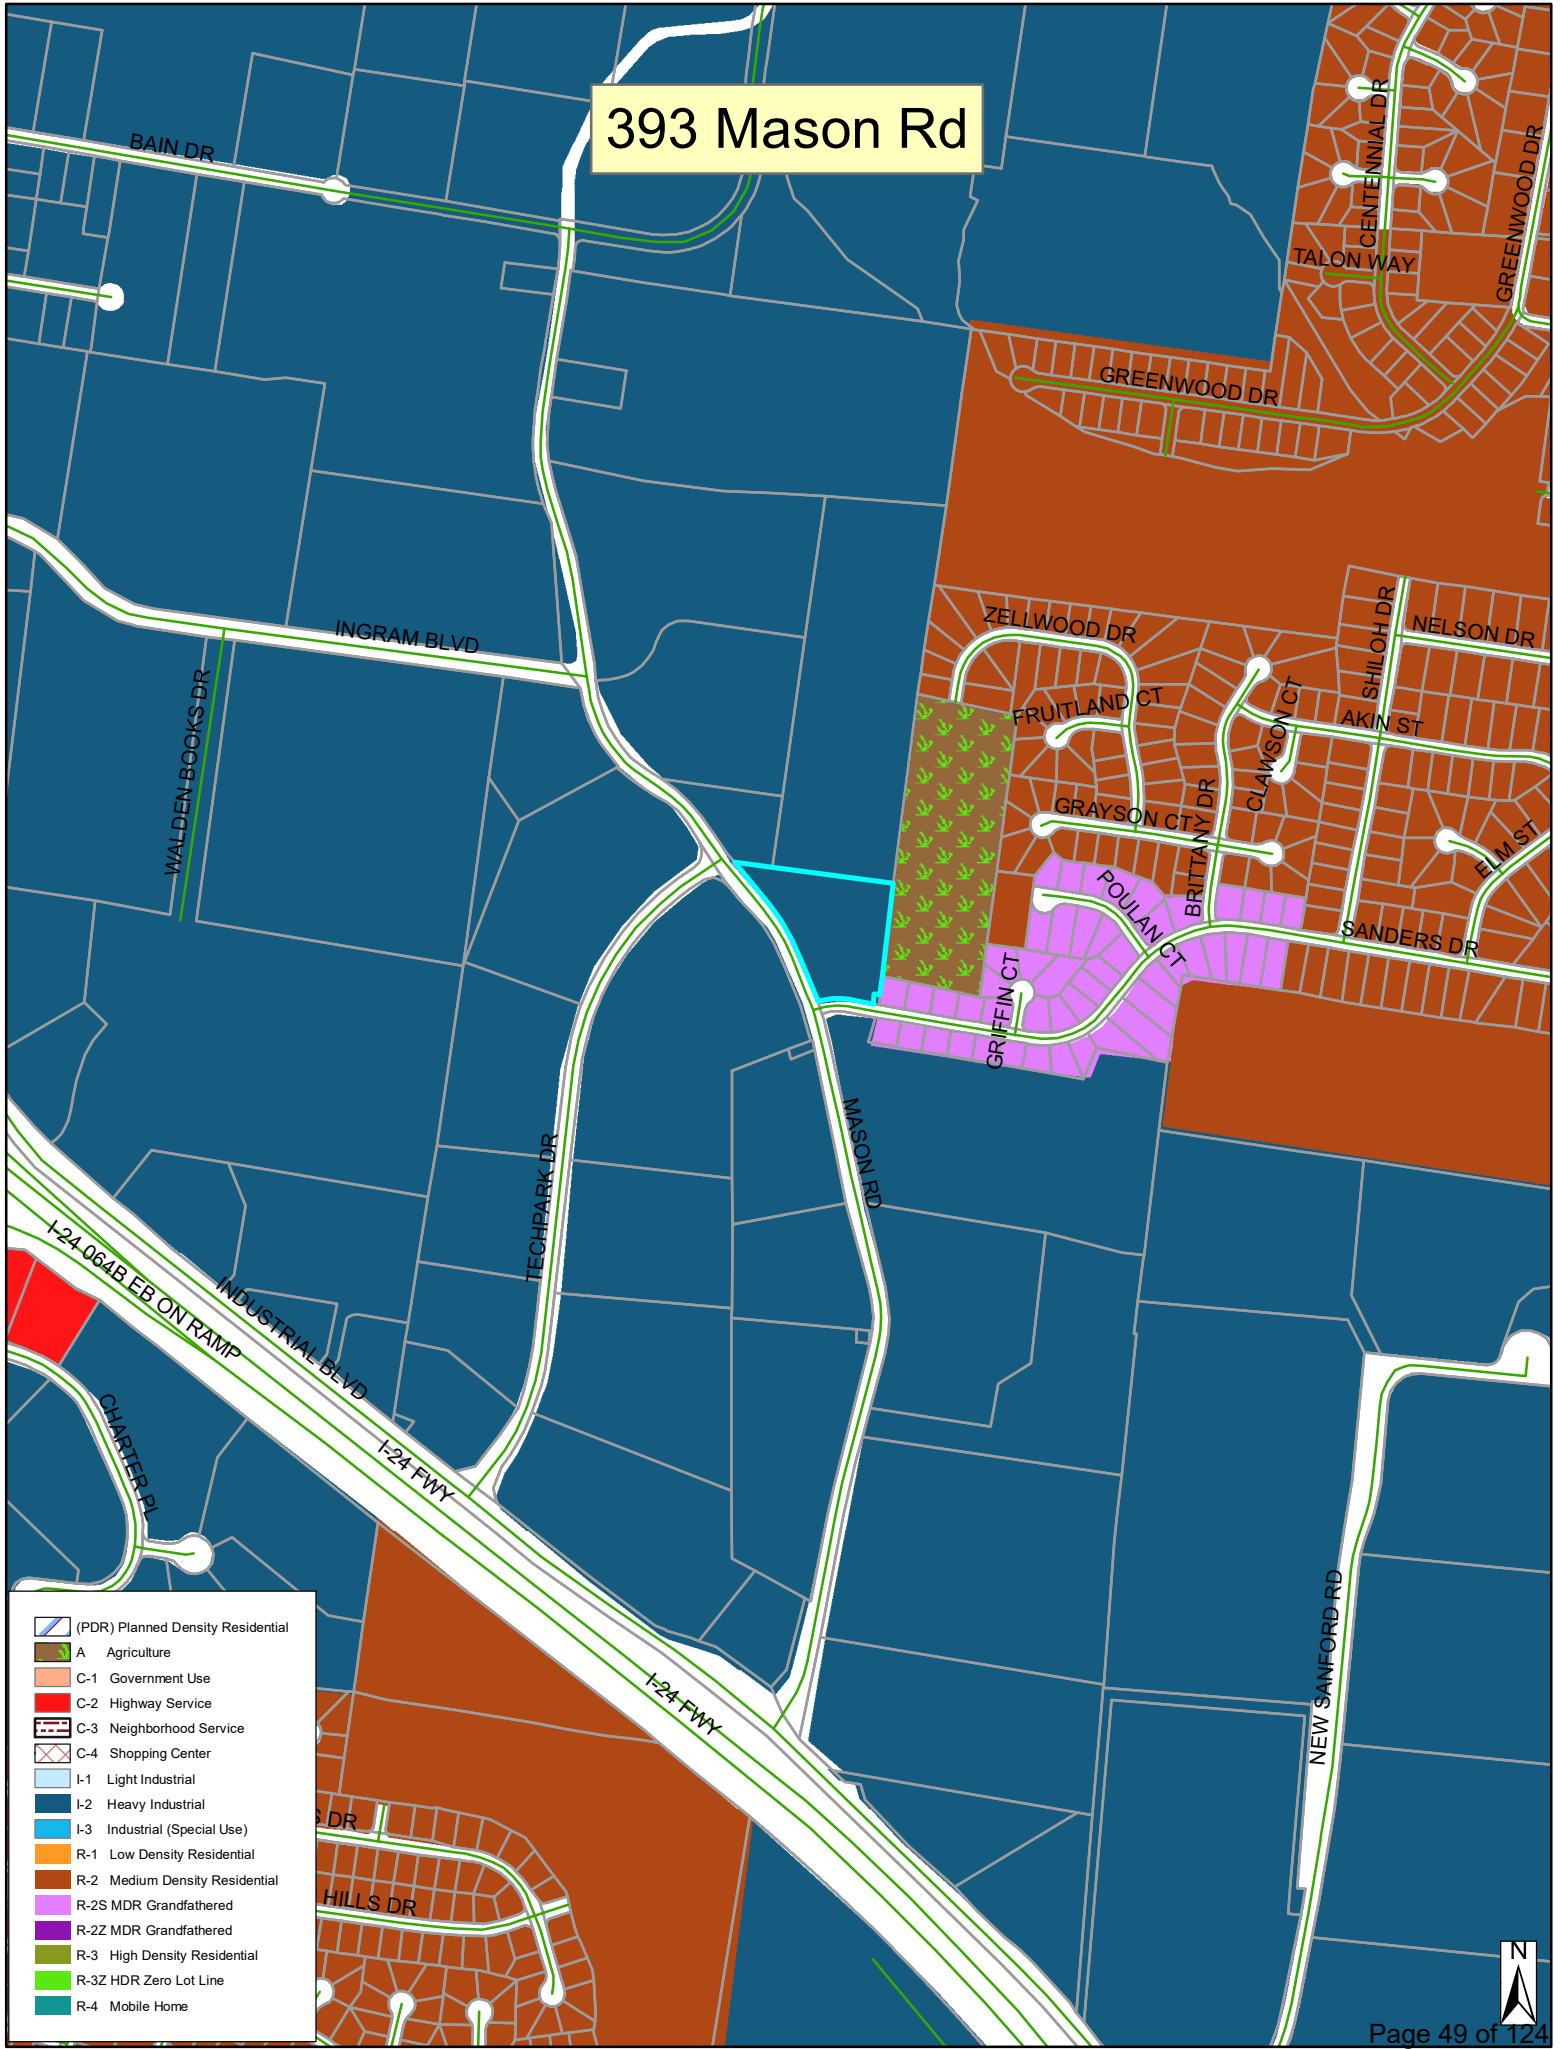 393 Mason Rd
BAIN DR
CENTENNIAL DR
GREENWOOD DR
TALON WAY
GREENWOOD DR
ZELLWOOD DR
SHILOH DR
NELSON DR
INGRAM BLVD
WALDEN BOOKS DR
FRUITLAND CT
CLAWSON CT
AKIN ST
GRAYSON CT
BRITTANY DR
ELM ST
POULAN CT
SANDERS DR
GRIFFIN CT
MASON RD
TECHPARK DR
I-24 064B EB ON RAMP
INDUSTRIAL BLVD
CHARTER PL
I-24 FWY
I-24 FWY
NEW SANFORD RD
S DR
HILLS DR
(PDR) Planned Density Residential
A Agriculture
C-1 Government Use
C-2 Highway Service
C-3 Neighborhood Service
C-4 Shopping Center
I-1 Light Industrial
I-2 Heavy Industrial
I-3 Industrial (Special Use)
R-1 Low Density Residential
R-2 Medium Density Residential
R-2S MDR Grandfathered
R-2Z MDR Grandfathered
R-3 High Density Residential
R-3Z HDR Zero Lot Line
R-4 Mobile Home
N
Page 49 of 124